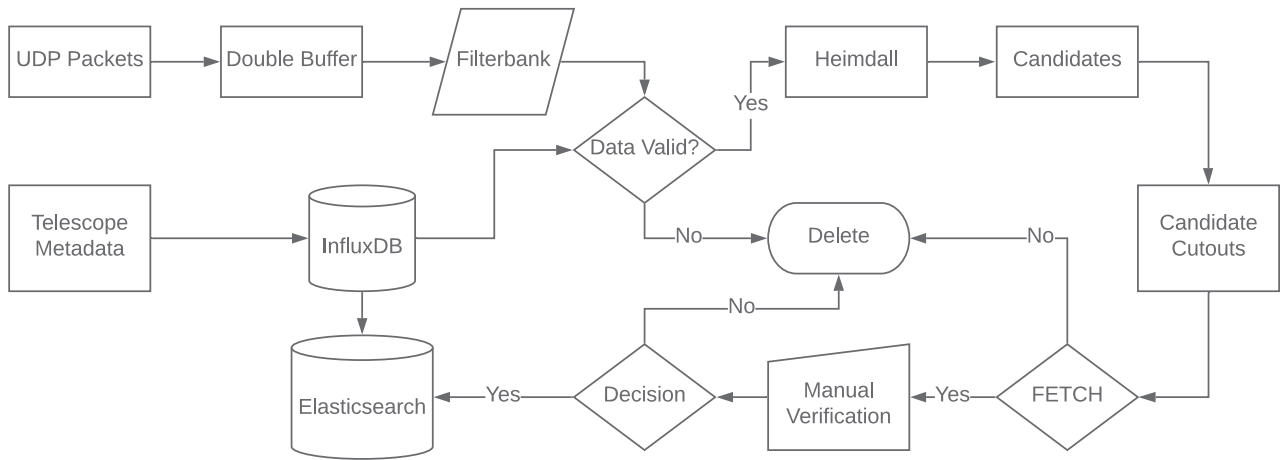 UDP Packets
Double Buffer
Filterbank
Heimdall
Candidates
Yes
Data Valid?
Telescope
Metadata
InfluxDB
No
Delete
No
Candidate
Cutouts
No
Elasticsearch
Yes
Decision
Manual
Verification
Yes
FETCH